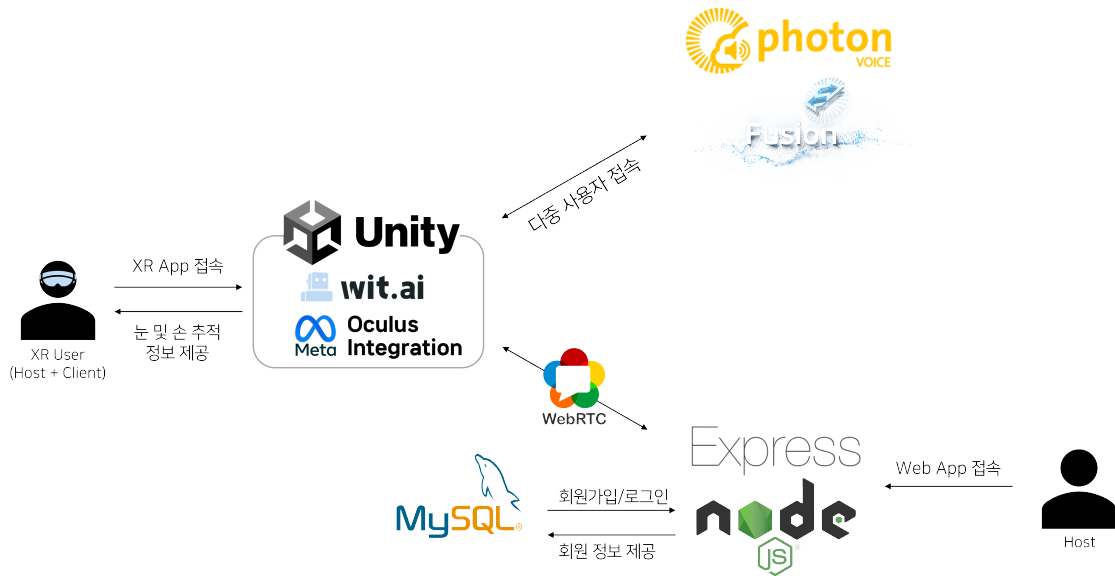 photon
VOICE
Fusion
다중 사용자 접속
Unity
wit.ai
Meta
Oculus
Integration
XR App 접속
눈 및 손 추적
정보 제공
XR User
(Host + Client)
WebRTC
Express
node
JS
MySQL
회원가입/로그인
회원 정보 제공
Web App 접속
Host